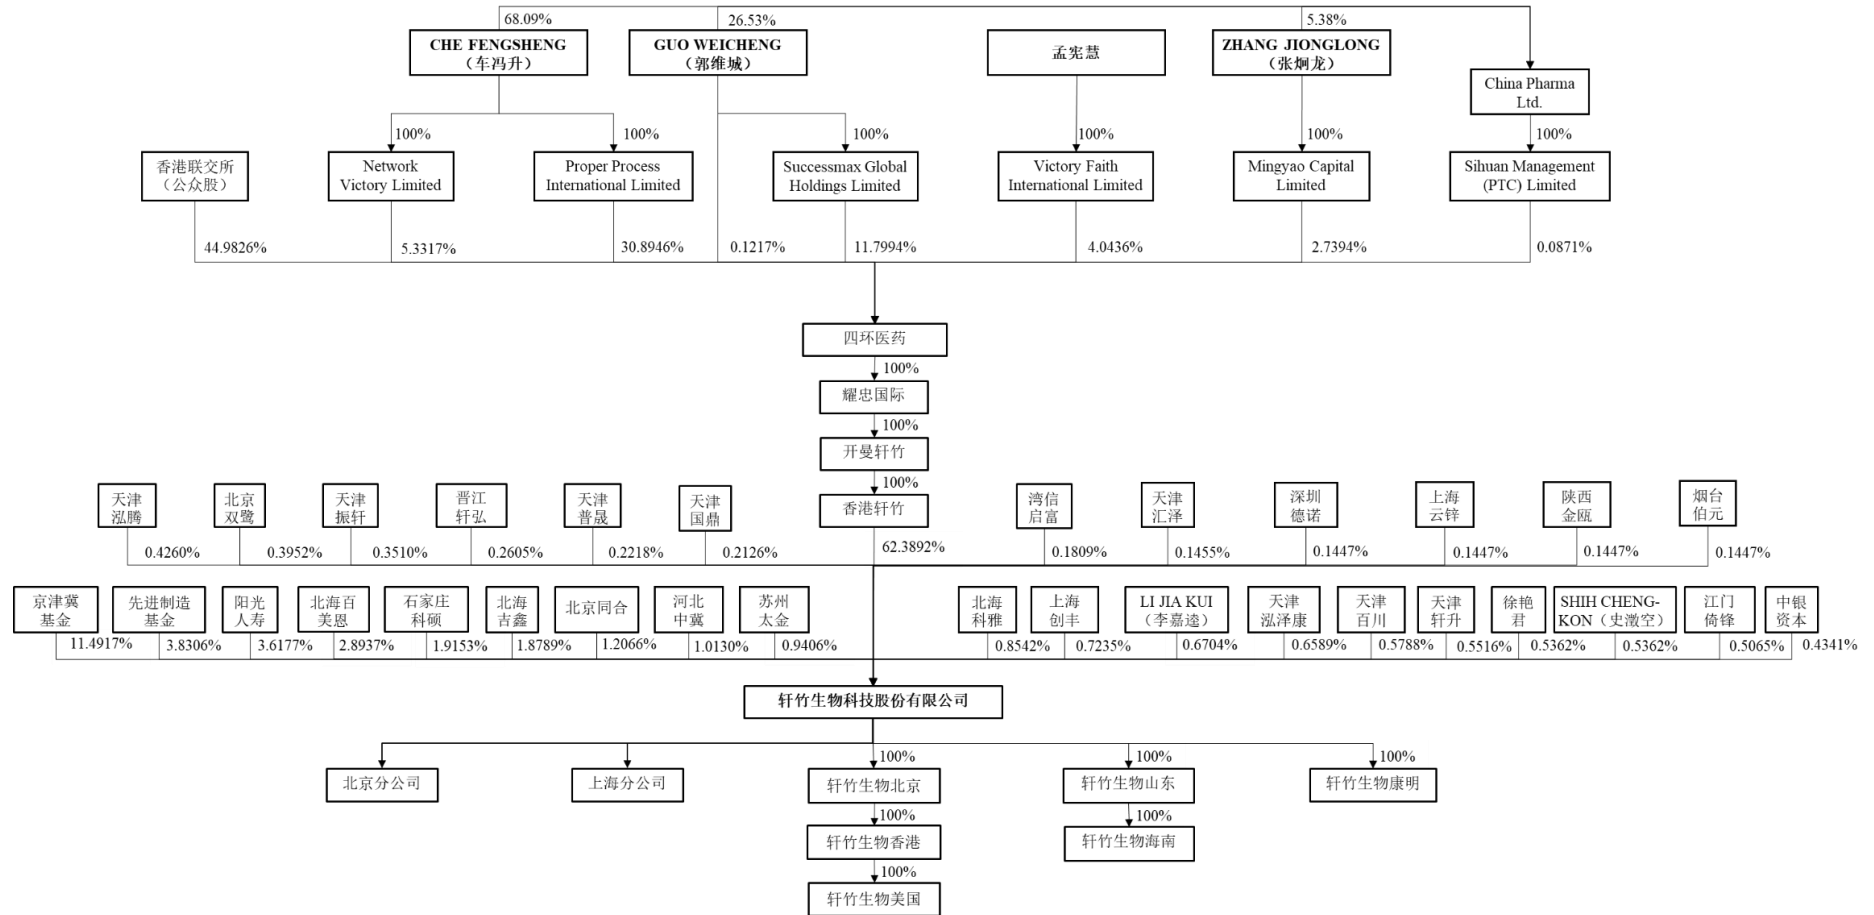 68.09%
26.53%
5.38%
CHE FENGSHENG
（车冯升）
GUO WEICHENG
（郭维城）
孟宪慧
ZHANG JIONGLONG
（张炯龙）
China Pharma
Ltd.
100%
100%
100%
100%
100%
100%
香港联交所
（公众股）
Network
Victory Limited
Proper Process
International Limited
Successmax Global
Holdings Limited
Victory Faith
International Limited
Mingyao Capital
Limited
Sihuan Management
(PTC) Limited
44.9826%
5.3317%
30.8946%
0.1217%
11.7994%
4.0436%
2.7394%
0.0871%
四环医药
100%
耀忠国际
100%
开曼轩竹
100%
天津
泓腾
北京
双鹭
天津
振轩
晋江
轩弘
天津
普晟
天津
国鼎
香港轩竹
湾信
启富
天津
汇泽
深圳
德诺
上海
云锌
陕西
金瓯
烟台
伯元
0.4260%
0.3952%
0.3510%
0.2605%
0.2218%
0.2126%
62.3892%
0.1809%
0.1455%
0.1447%
0.1447%
0.1447%
0.1447%
京津冀
基金
先进制造
基金
阳光
人寿
北海百
美恩
石家庄
科硕
北海
吉鑫
北京同合
河北
中冀
苏州
太金
北海
科雅
上海
创丰
LI JIA KUI
（李嘉逵）
天津
泓泽康
天津
百川
天津
轩升
徐艳
君
SHIH CHENG-
KON（史澂空）
江门
倚锋
中银
资本
11.4917%
3.8306%
3.6177%
2.8937%
1.9153%
1.8789%
1.2066%
1.0130%
0.9406%
0.8542%
0.7235%
0.6704%
0.6589%
0.5788%
0.5516%
0.5362%
0.5362%
0.5065%
0.4341%
轩竹生物科技股份有限公司
100%
100%
100%
北京分公司
上海分公司
轩竹生物北京
轩竹生物山东
轩竹生物康明
100%
100%
轩竹生物香港
轩竹生物海南
100%
轩竹生物美国